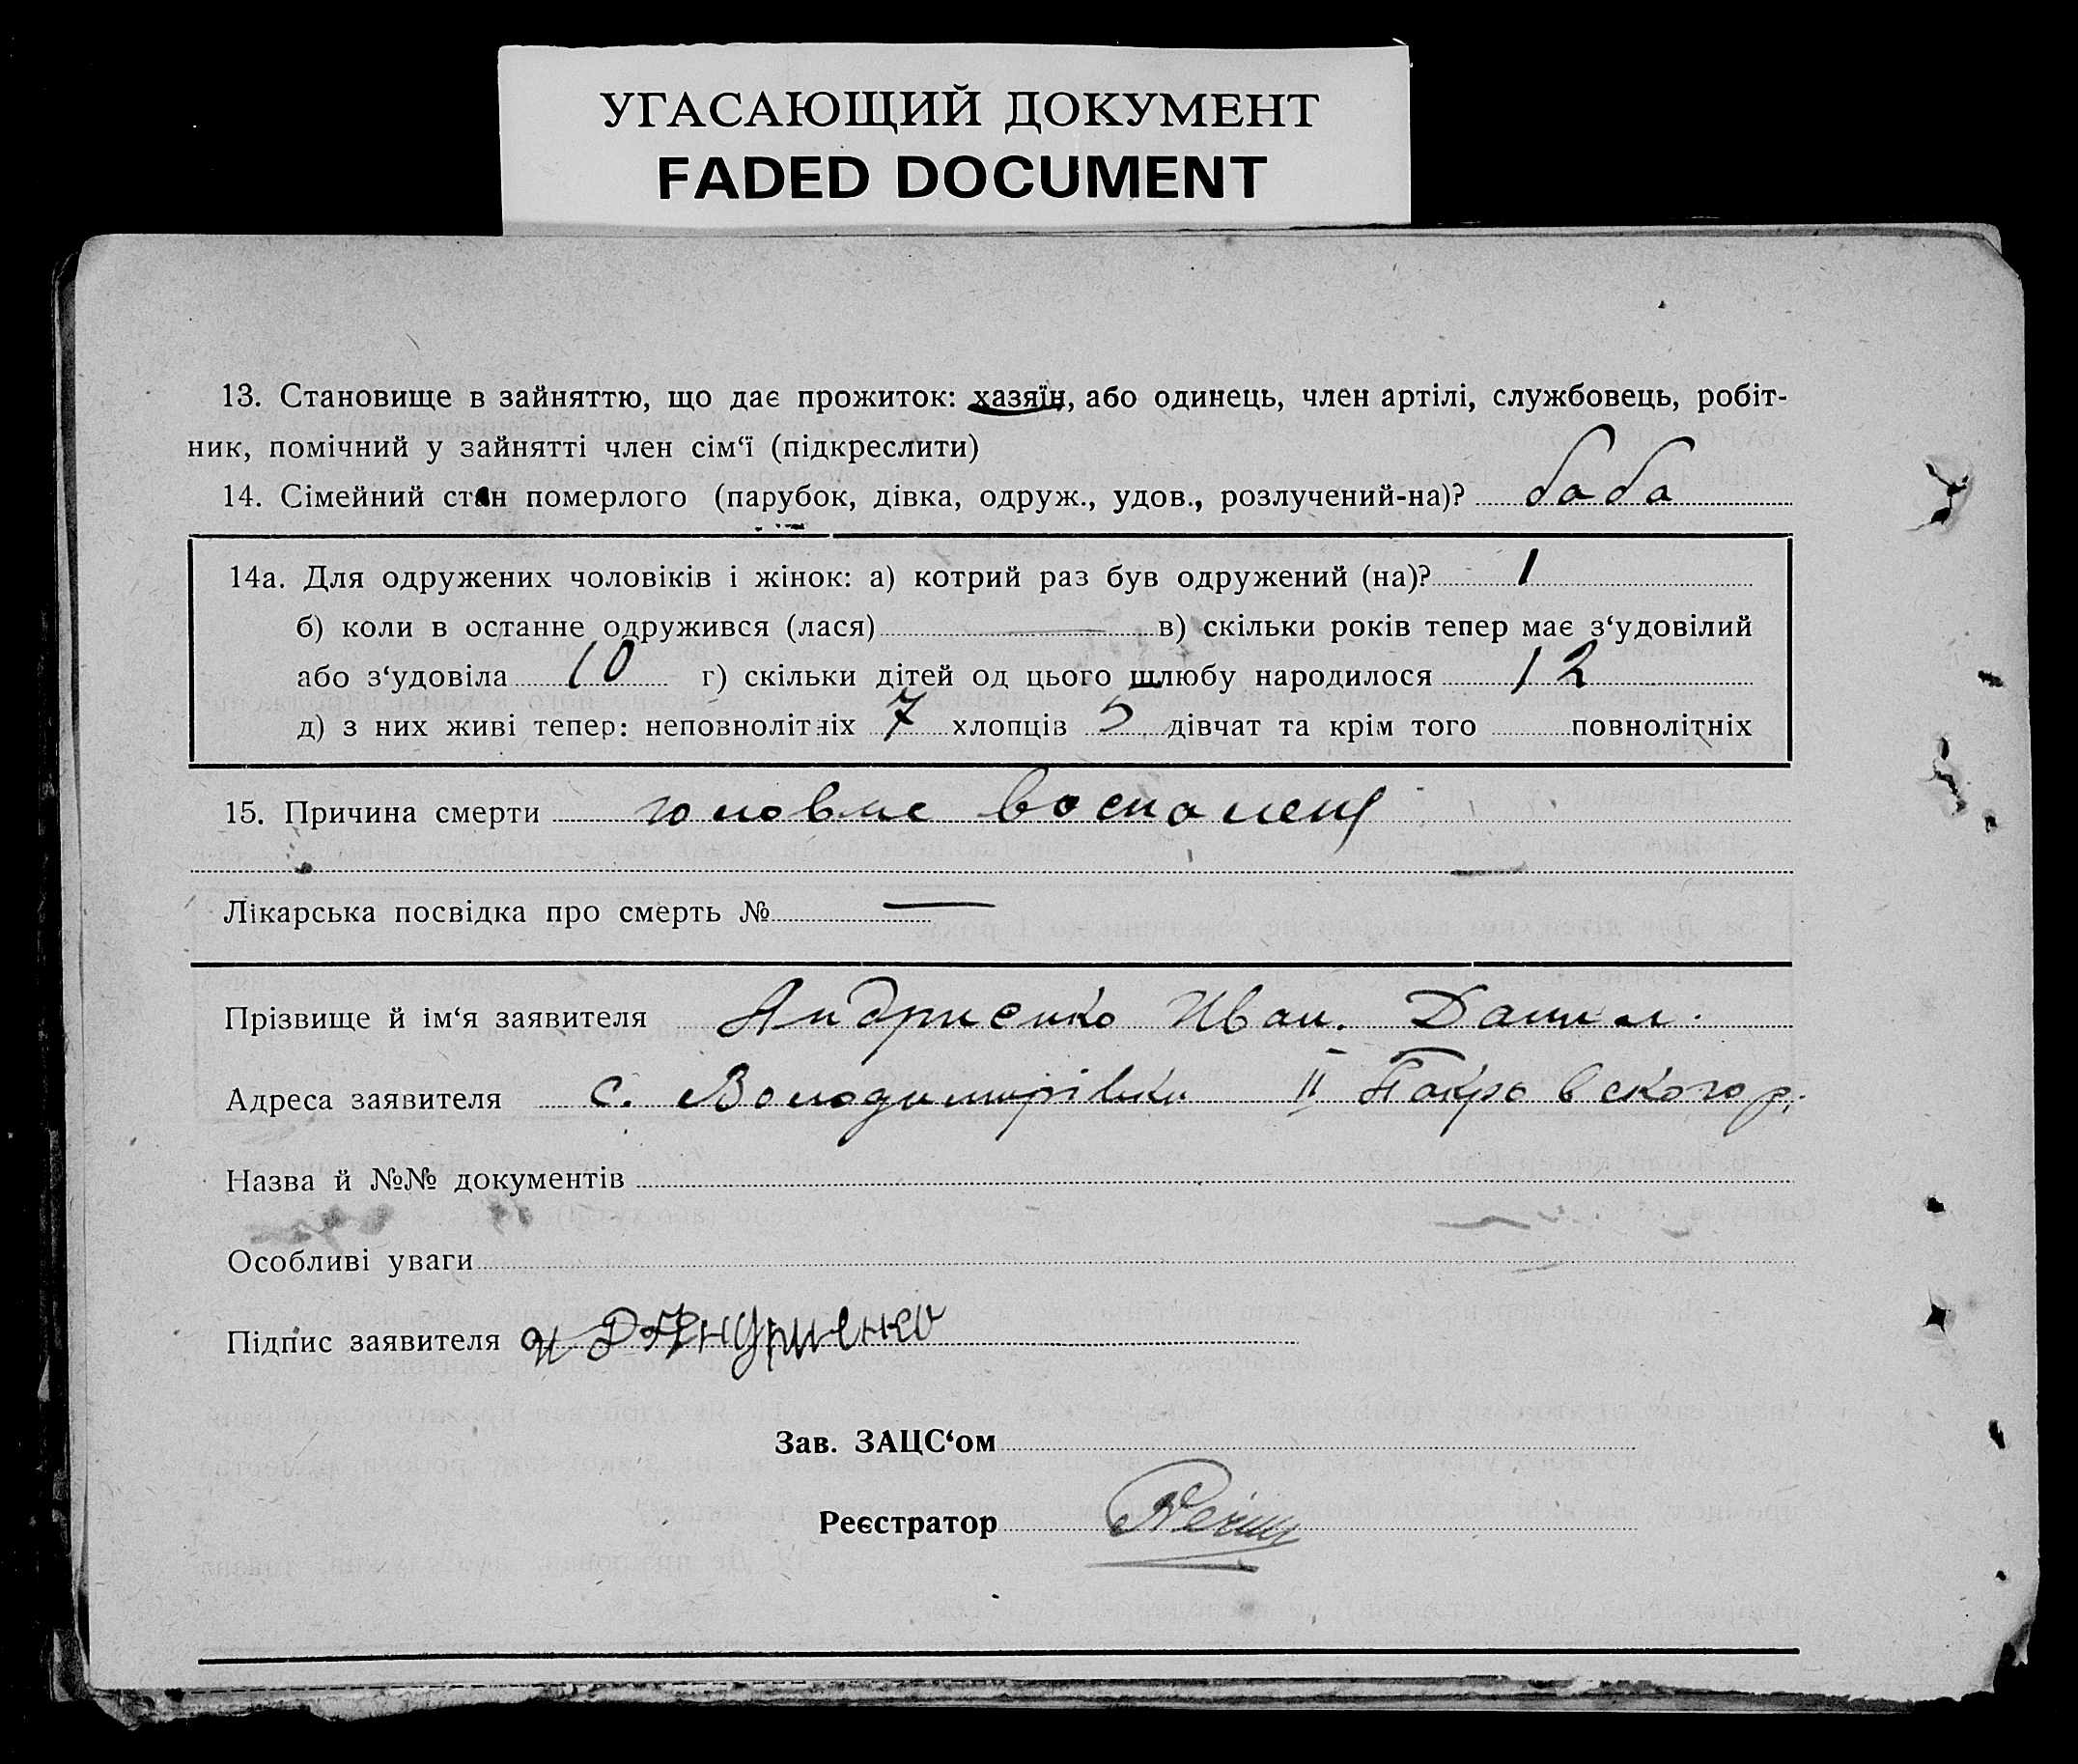 УГАСАЮЩИЙ ДОКУМЕНТ
FADED DOCUMENT
13. Становище в зайняттю, що дає прожиток: хазяїн, або одинець, член артілі, службовець, робіт-
ник, помічний у зайнятті член сім‘ї (підкреслити)
14. Сімейний стан померлого (парубок, дівка, одруж., удов., розлучений-на)? баба
14а. Для одружених чоловіків і жінок: а) котрий раз був одружений (на)? 1
б) коли в останне одружився (лася) — в) скільки років тепер має з‘удовілий
або з‘удовіла 10 г) скільки дітей од цього шлюбу народилося 12
д) з них живі тепер: неповнолітніх 7 хлопців 5 дівчат та крім того повнолітніх
15. Причина смерти головне воспалени
Лікарська посвідка про смерть № —
Прізвище й ім‘я заявителя Андриенко Иван. Данил.
Адреса заявителя с. Володимирівки ІІ Покровского р.
Назва й №№ документів
Особливі уваги
Підпис заявителя и Д Андриенко
Зав. ЗАЦС‘ом
Реєстратор